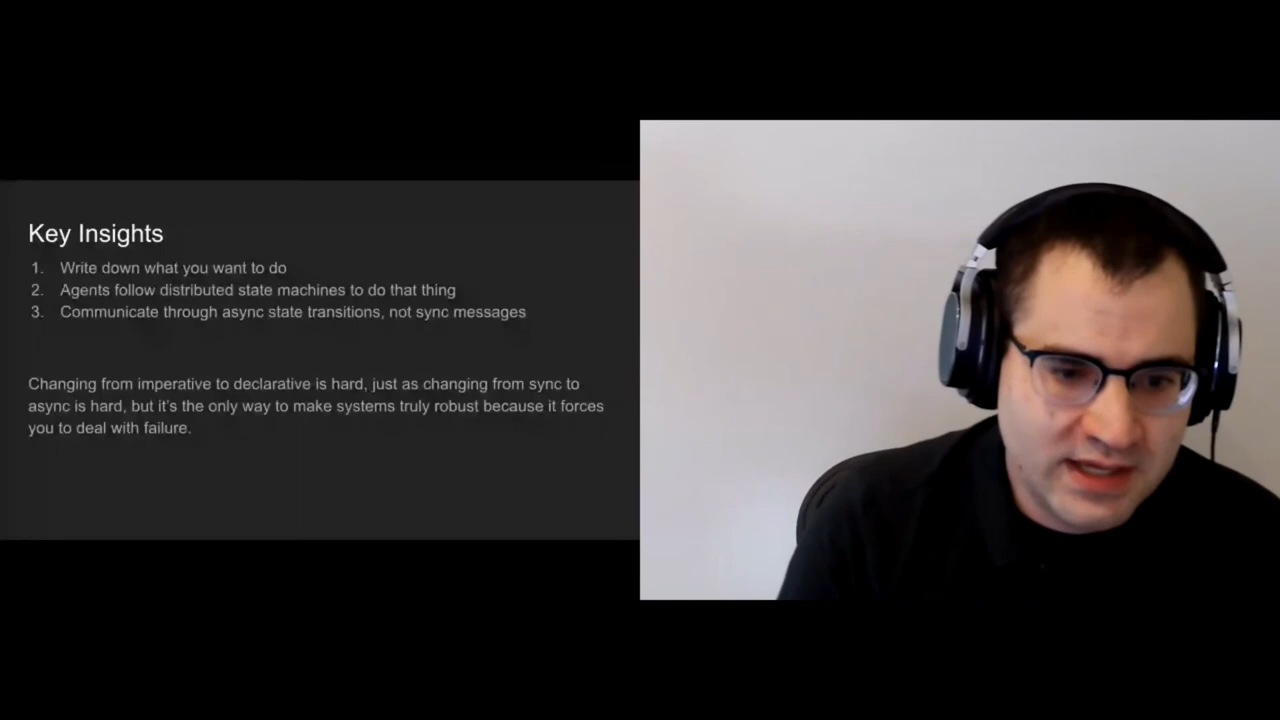 Key Insights
1. Write down what you want to do
2. Agents follow distributed state machines to do that thing
3. Communicate through async state transitions, not sync messages
Changing from imperative to declarative is hard, just as changing from sync to
async is hard, but it's the only way to make systems truly robust because it forces
you to deal with failure.